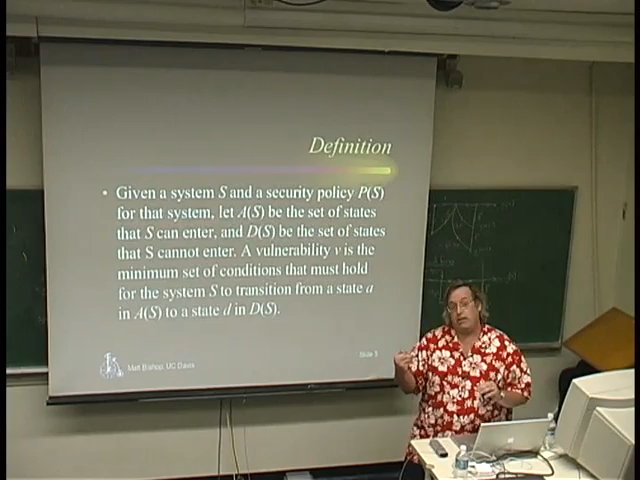 Definition
• Given a system S and a security policy P(S)
for that system, let A(S) be the set of states
that S can enter, and D(S) be the set of states
that S cannot enter. A vulnerability v is the
minimum set of conditions that must hold
for the system S to transition from a state a
in A(S) to a state d in D(S).
Matt Bishop, UC Davis
Slide 3